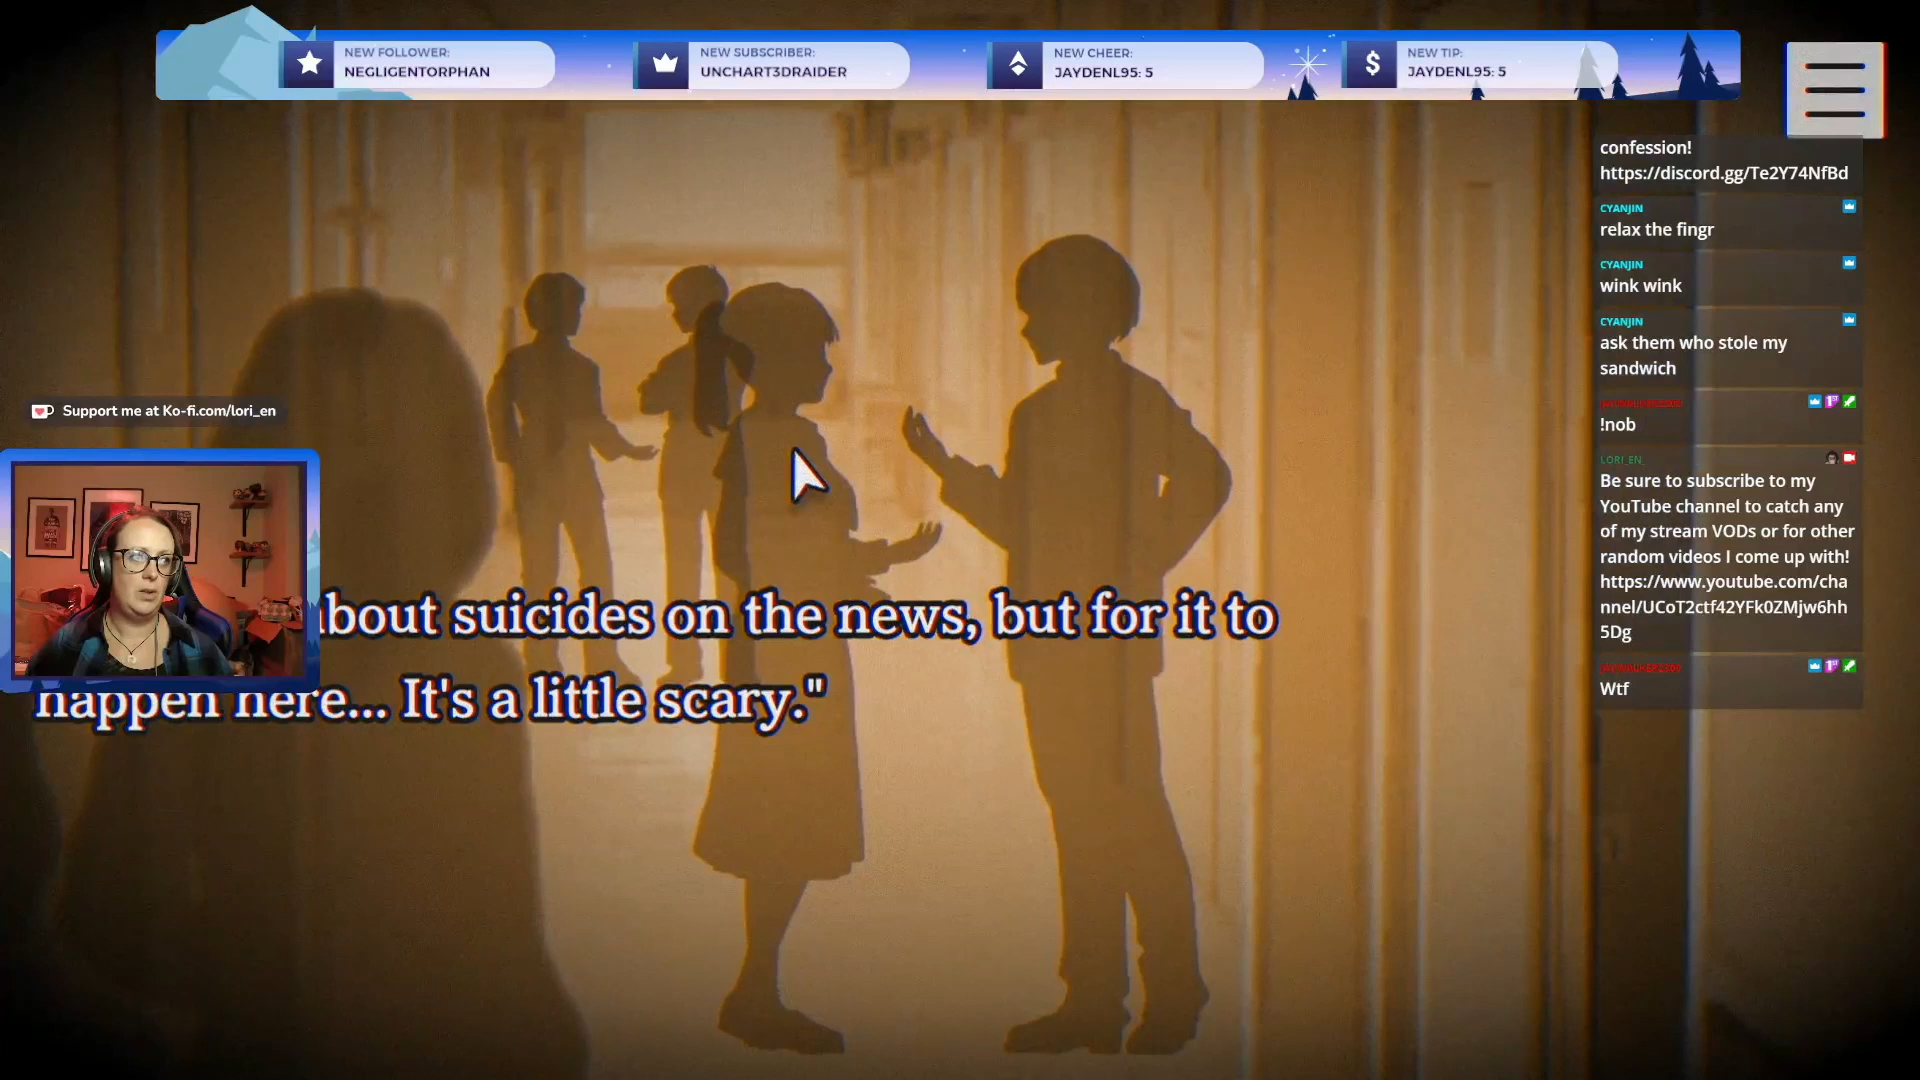 NEW FOLLOWER:
NEGLIGENTORPHAN
NEW SUBSCRIBER:
UNCHART3DRAIDER
NEW CHEER:
JAYDENL95: 5
NEW TIP:
JAYDENL95: 5
confession!
https://discord.gg/Te2Y74NfBd
CYANJIN
relax the fingr
CYANJIN
wink wink
CYANJIN
ask them who stole my
sandwich
!nob
LORI_EN_
Be sure to subscribe to my
YouTube channel to catch any
of my stream VODs or for other
random videos I come up with!
https://www.youtube.com/cha
nnel/UCoT2ctf42YFk0ZMjw6hh
5Dg
Wtf
Support me at Ko-fi.com/lori_en
bout suicides on the news, but for it to
happen here... It's a little scary."